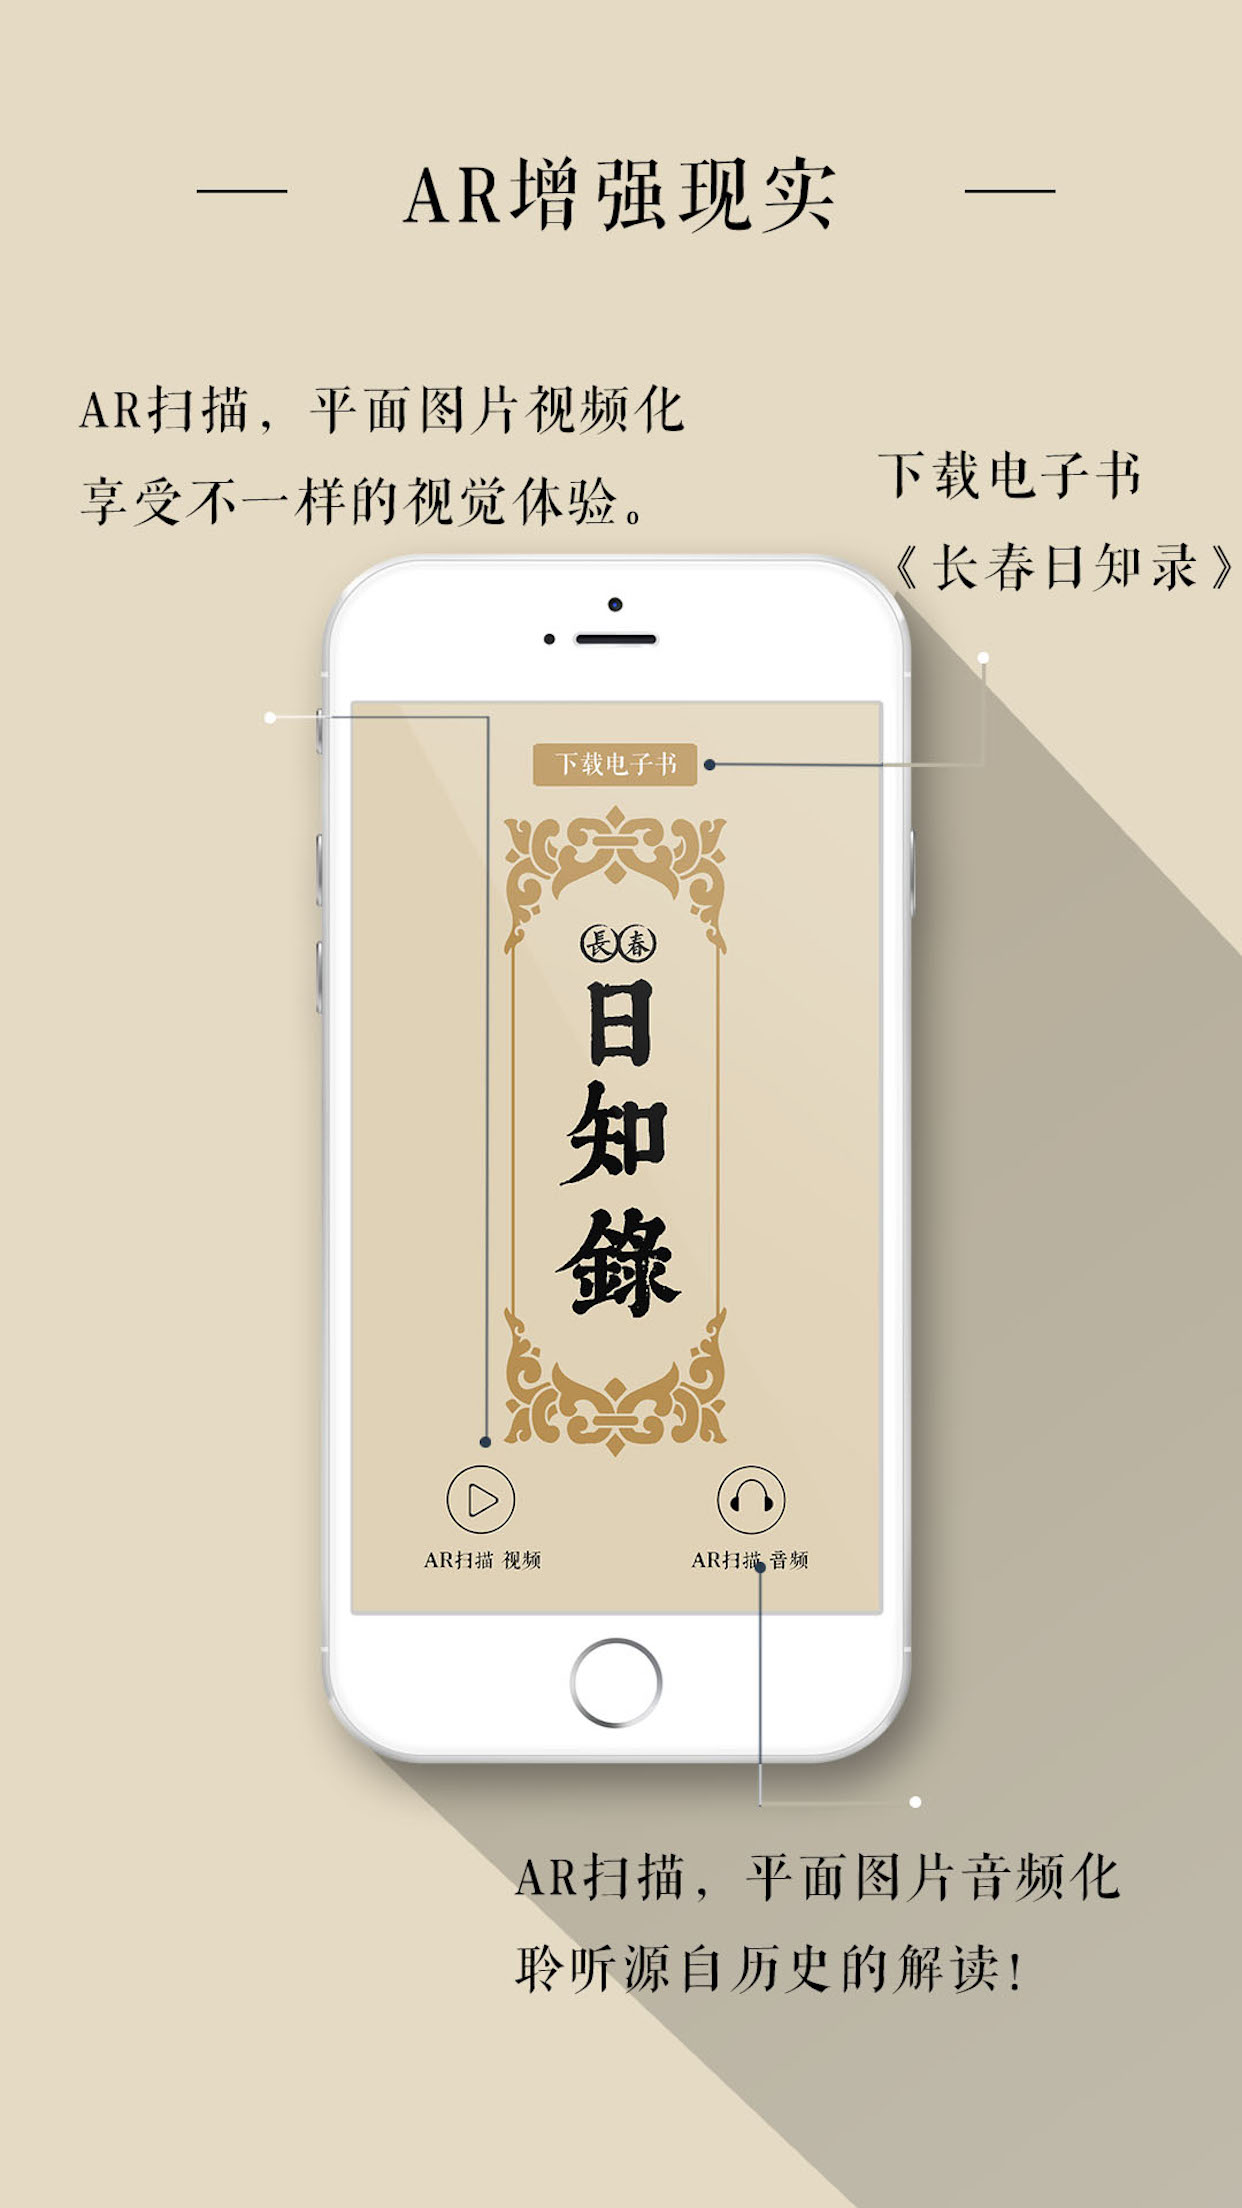 AR增强现实
AR扫描，平面图片视频化
享受不一样的视觉体验。
下载电子书
《长春日知录》
下载电子书
長春
日
知
錄
AR扫描 视频
AR扫描 音频
AR扫描，平面图片音频化
聆听源自历史的解读！